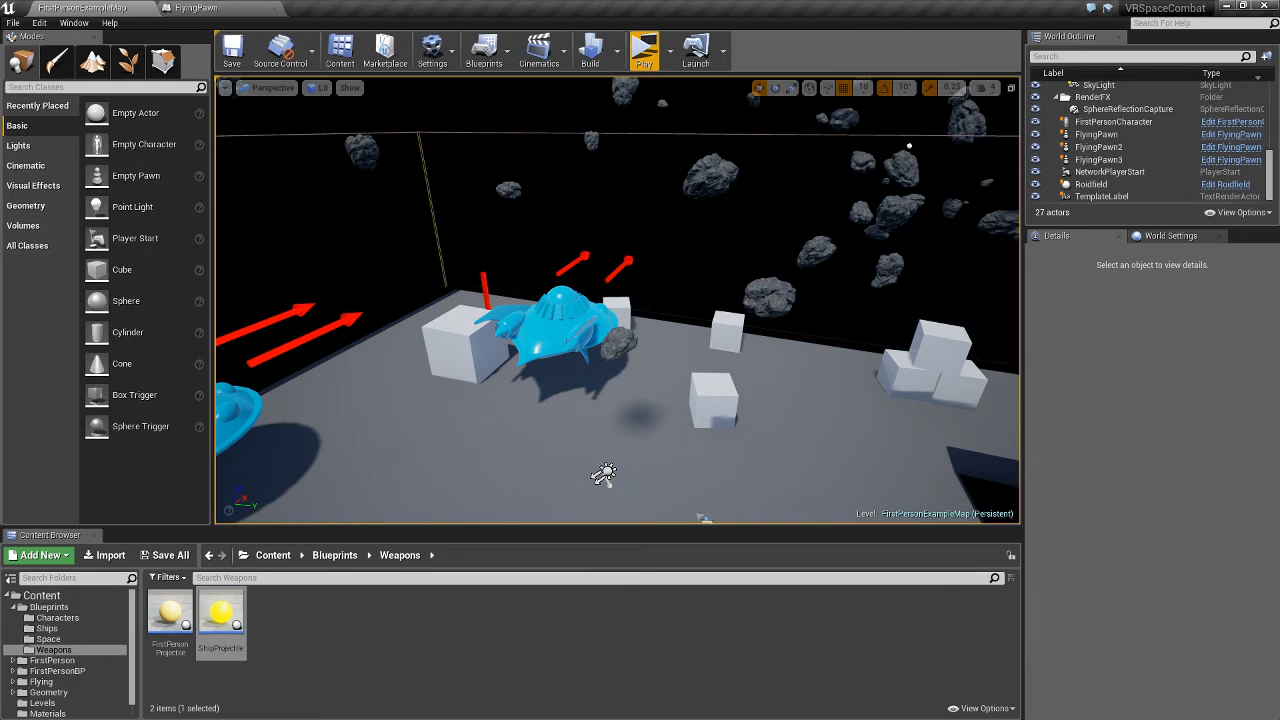 FirstPersonExampleMap
FlyingPawn
VRSpaceCombat
File Edit Window Help
Search For Help
Modes
Save
Source Control
Content
Marketplace
Settings
Blueprints
Cinematics
Build
Play
Launch
World Outliner
Search Classes
Search...
Perspective
Lit
Show
10
10°
0.25
4
Label
Type
Recently Placed
Basic
Lights
Cinematic
Visual Effects
Geometry
Volumes
All Classes
Empty Actor
Empty Character
Empty Pawn
Point Light
Player Start
Cube
Sphere
Cylinder
Cone
Box Trigger
Sphere Trigger
SkyLight SkyLight
RenderFX Folder
SphereReflectionCapture SphereReflectionC
FirstPersonCharacter Edit FirstPerson
FlyingPawn Edit FlyingPawn
FlyingPawn2 Edit FlyingPawn
FlyingPawn3 Edit FlyingPawn
NetworkPlayerStart PlayerStart
Roidfield Edit Roidfield
TemplateLabel TextRenderActor
27 actors
View Options
Details
World Settings
Select an object to view details.
X
Y
Level: FirstPersonExampleMap (Persistent)
Content Browser
Add New
Import
Save All
Content
Blueprints
Weapons
Search Folders
Filters
Search Weapons
Content
Blueprints
Characters
Ships
Space
Weapons
FirstPerson
FirstPersonBP
Flying
Geometry
Levels
Materials
FirstPerson
Projectile
ShipProjectile
2 items (1 selected)
View Options